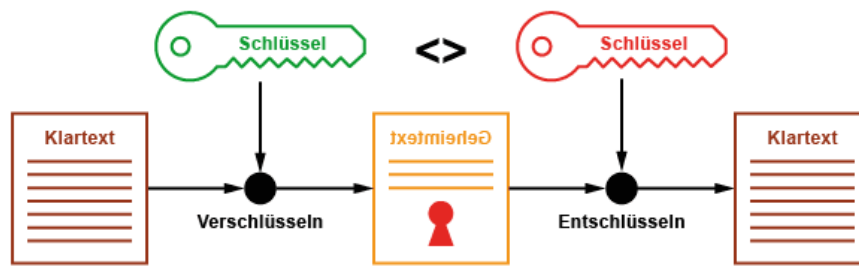 Schlüssel <> Schlüssel
Klartext Geheimtext Klartext
Verschlüsseln Entschlüsseln